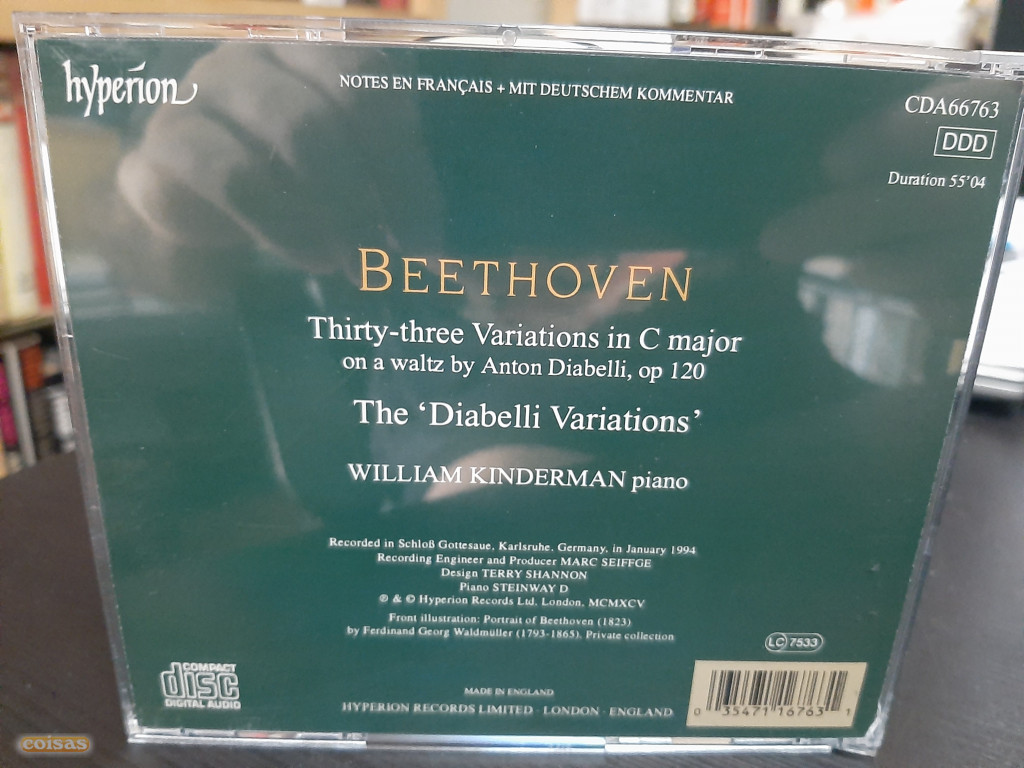 hyperion
NOTES EN FRANÇAIS + MIT DEUTSCHEM KOMMENTAR
CDA66763
DDD
Duration 55'04
BEETHOVEN
Thirty-three Variations in C major
on a waltz by Anton Diabelli, op 120
The ‘Diabelli Variations’
WILLIAM KINDERMAN piano
Recorded in Schloß Gottesaue, Karlsruhe, Germany, in January 1994
Recording Engineer and Producer MARC SEIFFGE
Design TERRY SHANNON
Piano STEINWAY D
℗ & © Hyperion Records Ltd, London, MCMXCV
Front illustration: Portrait of Beethoven (1823)
by Ferdinand Georg Waldmüller (1793-1865). Private collection
LC 7533
COMPACT
disc
DIGITAL AUDIO
MADE IN ENGLAND
HYPERION RECORDS LIMITED · LONDON · ENGLAND
0 35471 16763 1
coisas